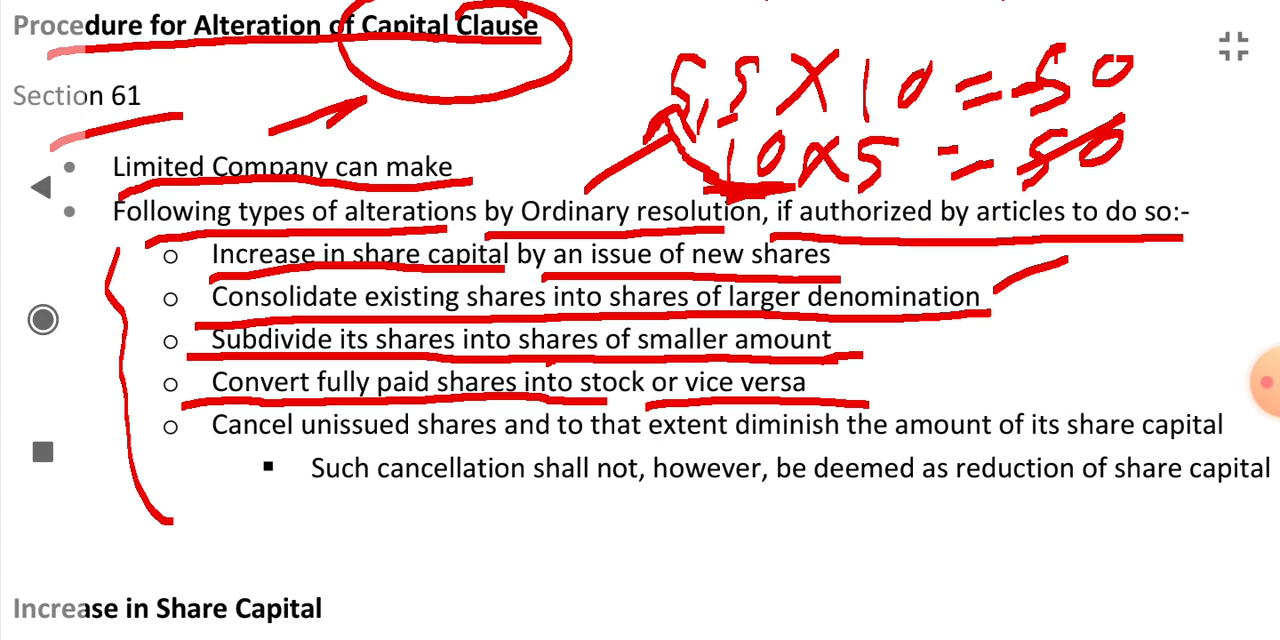 Procedure for Alteration of Capital Clause
5,5 X 10 = 50
Section 61
10 X 5 = 50
Limited Company can make
Following types of alterations by Ordinary resolution, if authorized by articles to do so:-
Increase in share capital by an issue of new shares
Consolidate existing shares into shares of larger denomination
Subdivide its shares into shares of smaller amount
Convert fully paid shares into stock or vice versa
Cancel unissued shares and to that extent diminish the amount of its share capital
Such cancellation shall not, however, be deemed as reduction of share capital
Increase in Share Capital